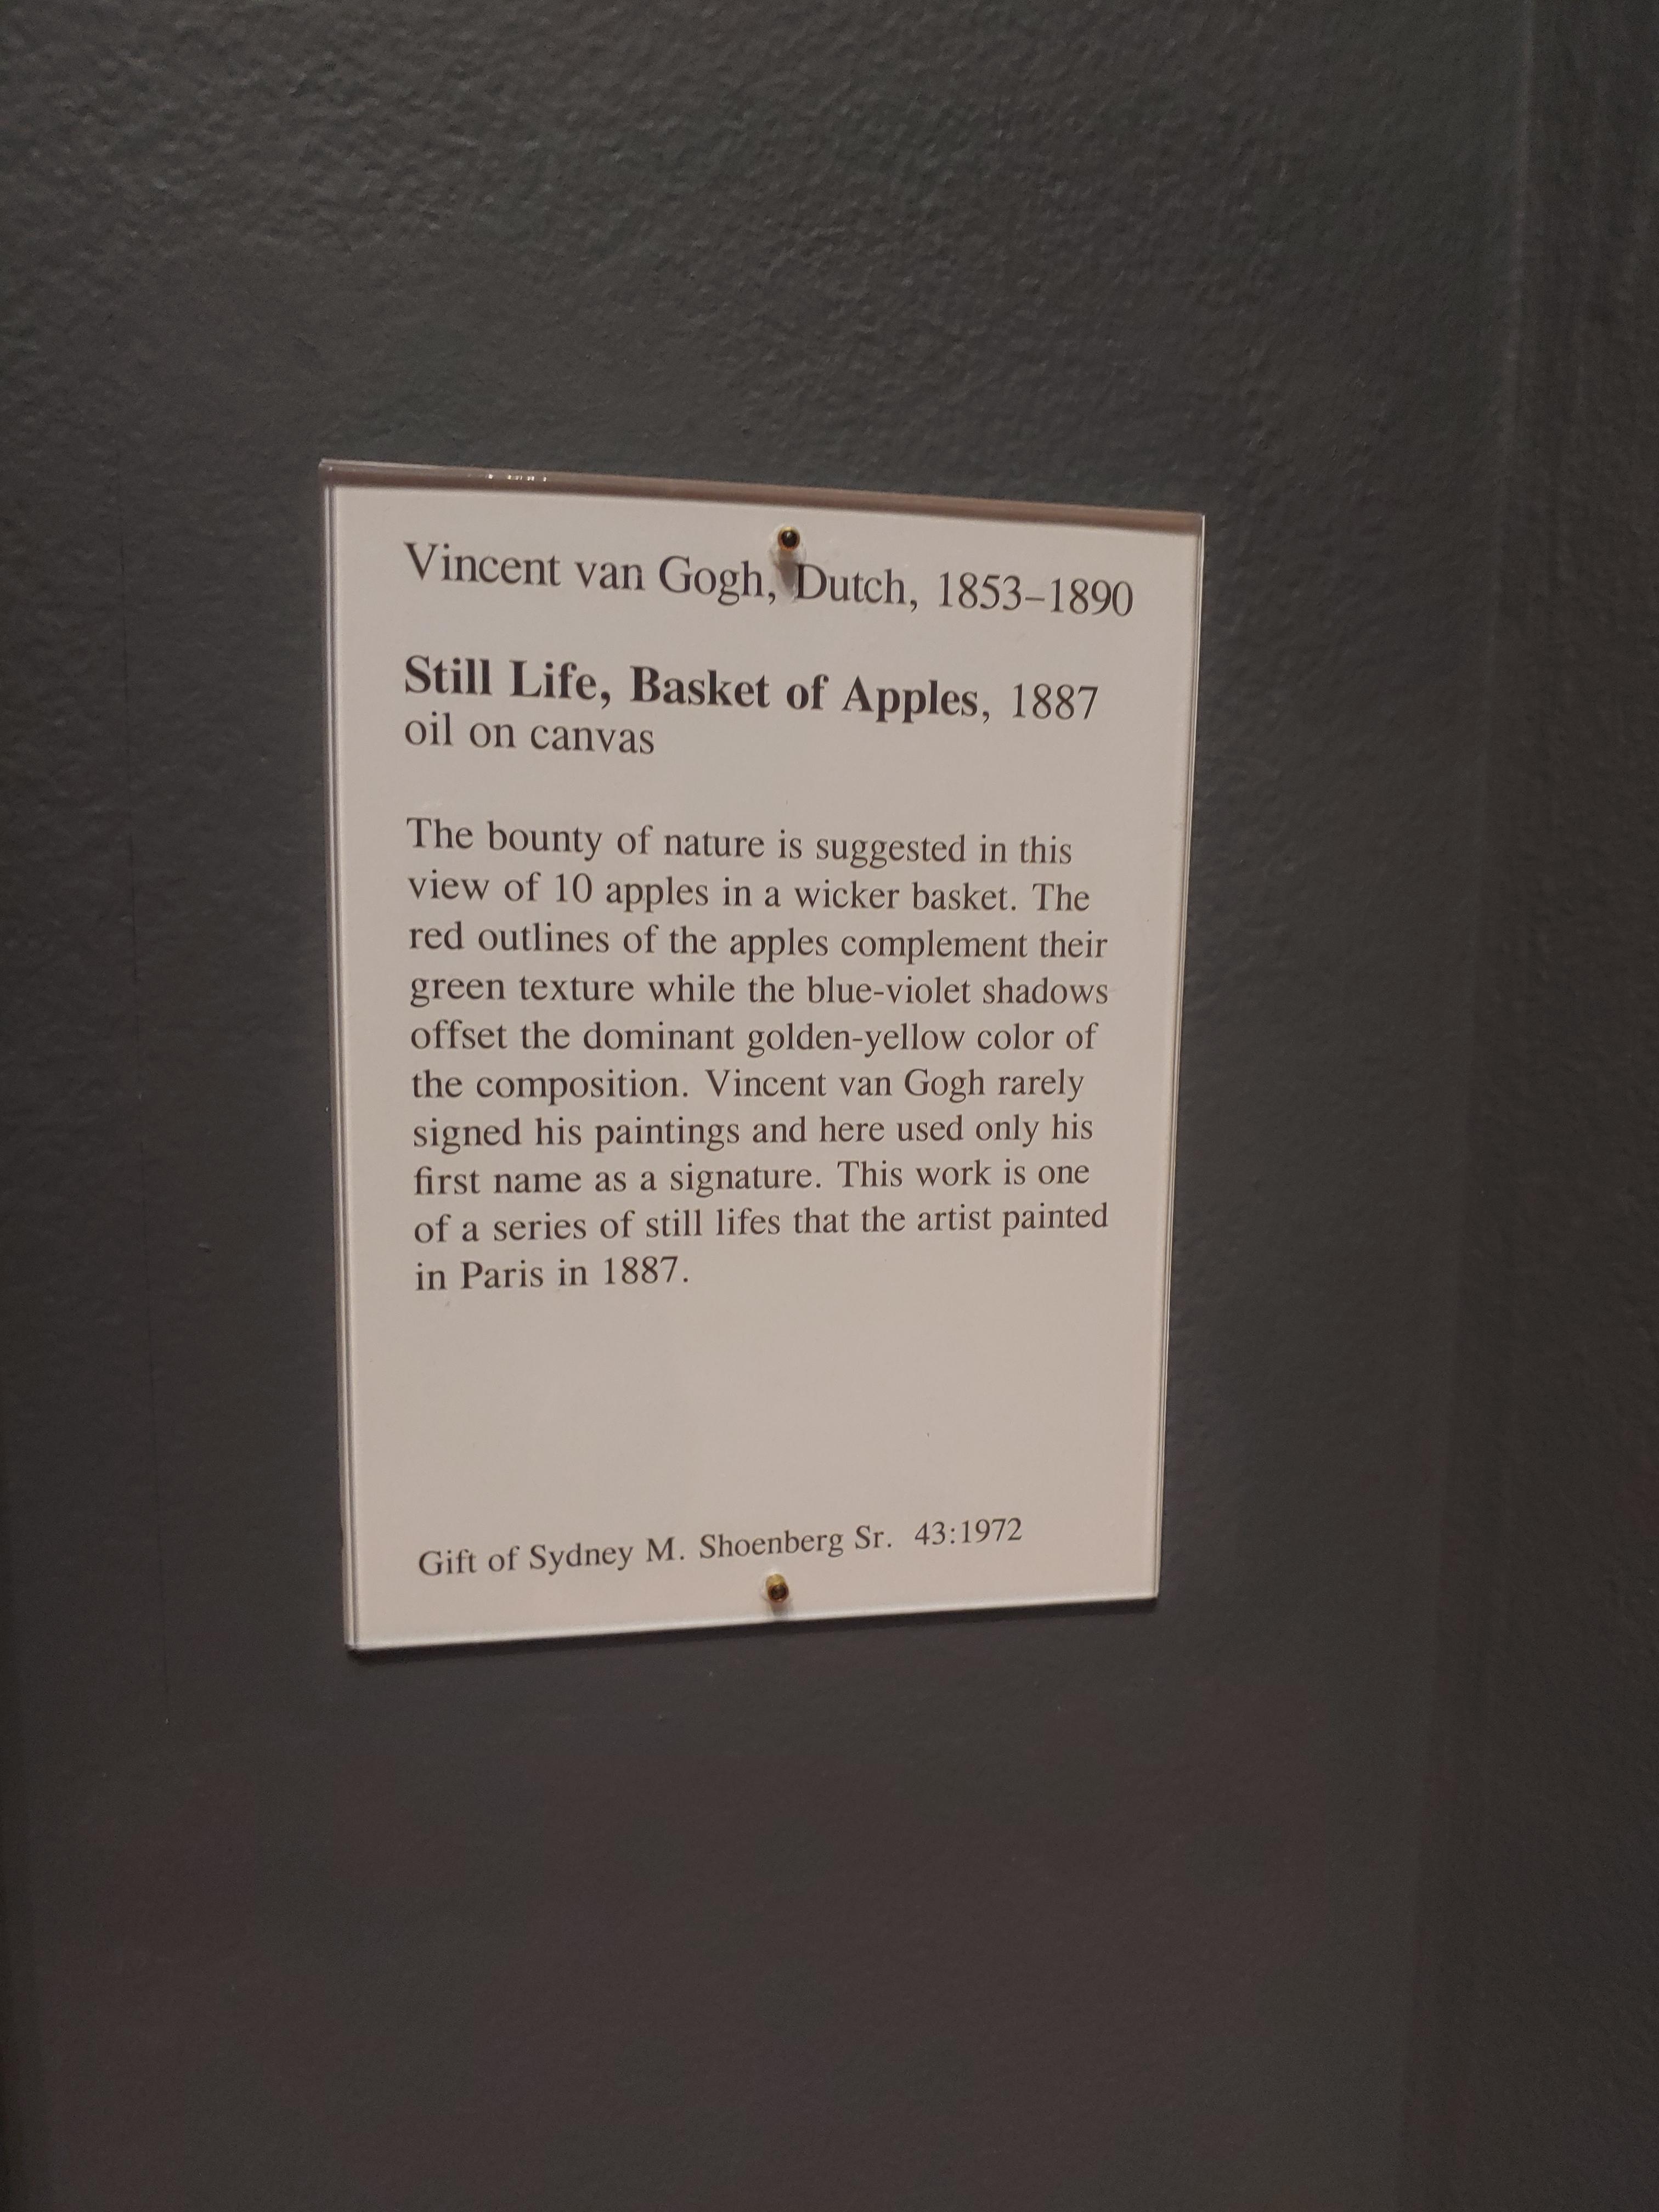 Vincent van Gogh, Dutch, 1853–1890
Still Life, Basket of Apples, 1887
oil on canvas
The bounty of nature is suggested in this
view of 10 apples in a wicker basket. The
red outlines of the apples complement their
green texture while the blue-violet shadows
offset the dominant golden-yellow color of
the composition. Vincent van Gogh rarely
signed his paintings and here used only his
first name as a signature. This work is one
of a series of still lifes that the artist painted
in Paris in 1887.
Gift of Sydney M. Shoenberg Sr. 43:1972